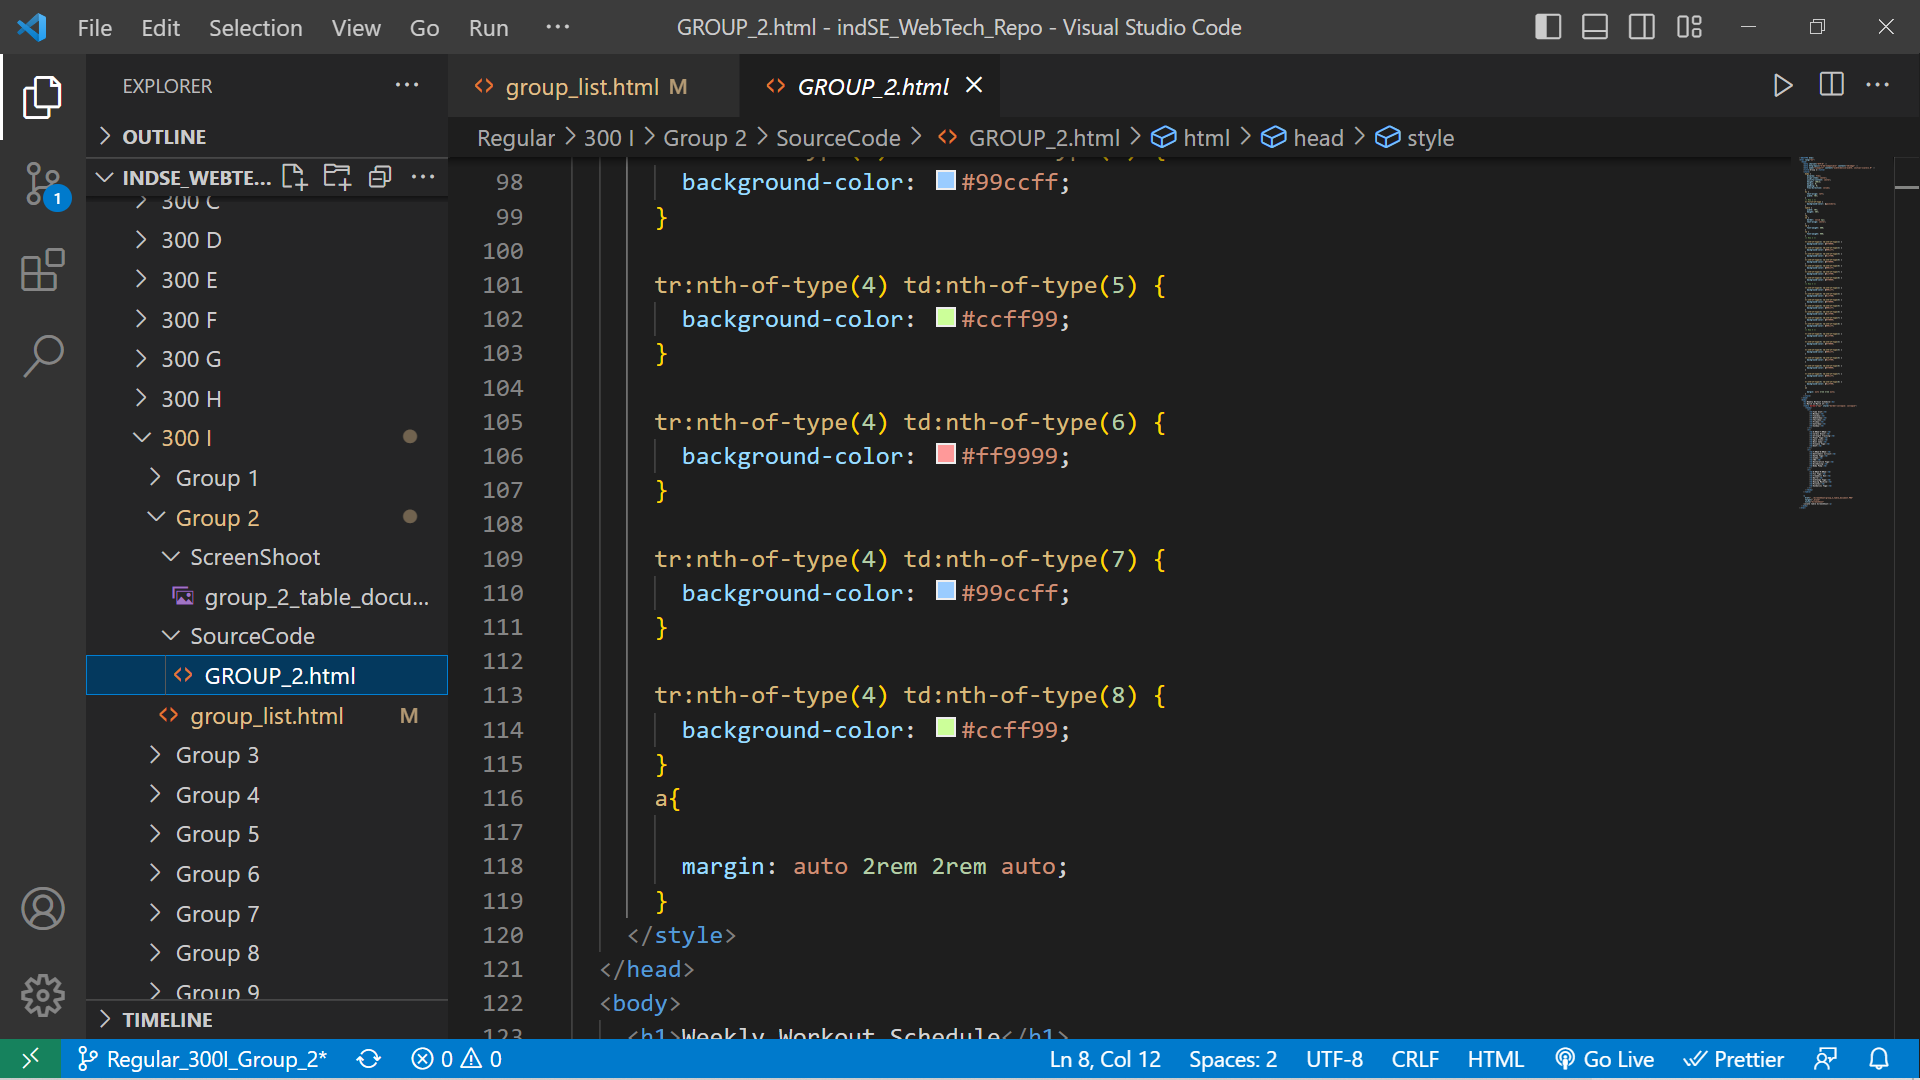 File Edit Selection View Go Run ··· GROUP_2.html - indSE_WebTech_Repo - Visual Studio Code
EXPLORER ···
OUTLINE
INDSE_WEBTE... ···
300 C
300 D
300 E
300 F
300 G
300 H
300 I
Group 1
Group 2
ScreenShoot
group_2_table_docu...
SourceCode
GROUP_2.html
group_list.html M
Group 3
Group 4
Group 5
Group 6
Group 7
Group 8
Group 9
TIMELINE
1
group_list.html M GROUP_2.html
Regular > 300 I > Group 2 > SourceCode > GROUP_2.html > html > head > style
98 background-color: #99ccff;
99 }
100
101 tr:nth-of-type(4) td:nth-of-type(5) {
102 background-color: #ccff99;
103 }
104
105 tr:nth-of-type(4) td:nth-of-type(6) {
106 background-color: #ff9999;
107 }
108
109 tr:nth-of-type(4) td:nth-of-type(7) {
110 background-color: #99ccff;
111 }
112
113 tr:nth-of-type(4) td:nth-of-type(8) {
114 background-color: #ccff99;
115 }
116 a{
117
118 margin: auto 2rem 2rem auto;
119 }
120 </style>
121 </head>
122 <body>
123 <h1>Weekly Workout Schedule</h1>
Regular_300I_Group_2* 0 0 Ln 8, Col 12 Spaces: 2 UTF-8 CRLF HTML Go Live Prettier